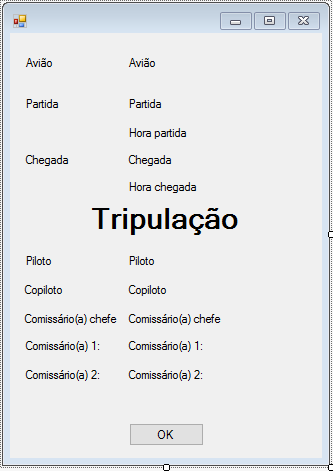 Avião Avião
Partida Partida
Hora partida
Chegada Chegada
Hora chegada
Tripulação
Piloto Piloto
Copiloto Copiloto
Comissário(a) chefe Comissário(a) chefe
Comissário(a) 1: Comissário(a) 1:
Comissário(a) 2: Comissário(a) 2:
OK